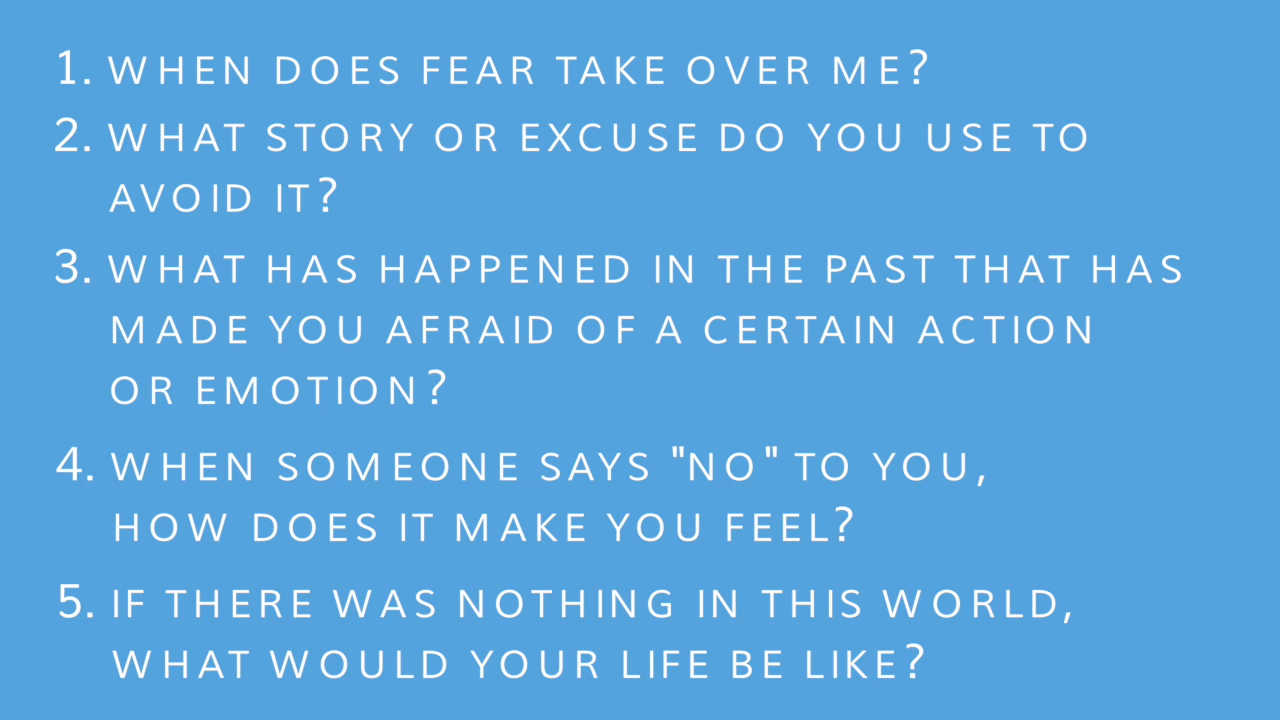 1. WHEN DOES FEAR TAKE OVER ME?
2. WHAT STORY OR EXCUSE DO YOU USE TO
AVOID IT?
3. WHAT HAS HAPPENED IN THE PAST THAT HAS
MADE YOU AFRAID OF A CERTAIN ACTION
OR EMOTION?
4. WHEN SOMEONE SAYS "NO" TO YOU,
HOW DOES IT MAKE YOU FEEL?
5. IF THERE WAS NOTHING IN THIS WORLD,
WHAT WOULD YOUR LIFE BE LIKE?